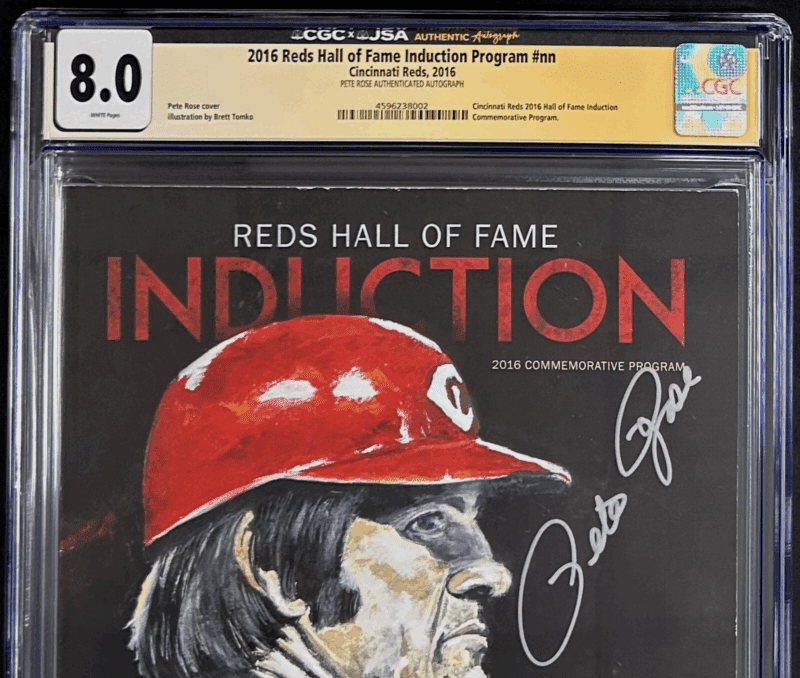 CGC x JSA AUTHENTIC Autograph
8.0
WHITE Pages
2016 Reds Hall of Fame Induction Program #nn
Cincinnati Reds, 2016
PETE ROSE AUTHENTICATED AUTOGRAPH
Pete Rose cover
illustration by Brett Tomko
4596238002
Cincinnati Reds 2016 Hall of Fame Induction
Commemorative Program.
CGC
REDS HALL OF FAME
INDUCTION
2016 COMMEMORATIVE PROGRAM
C
Pete Rose